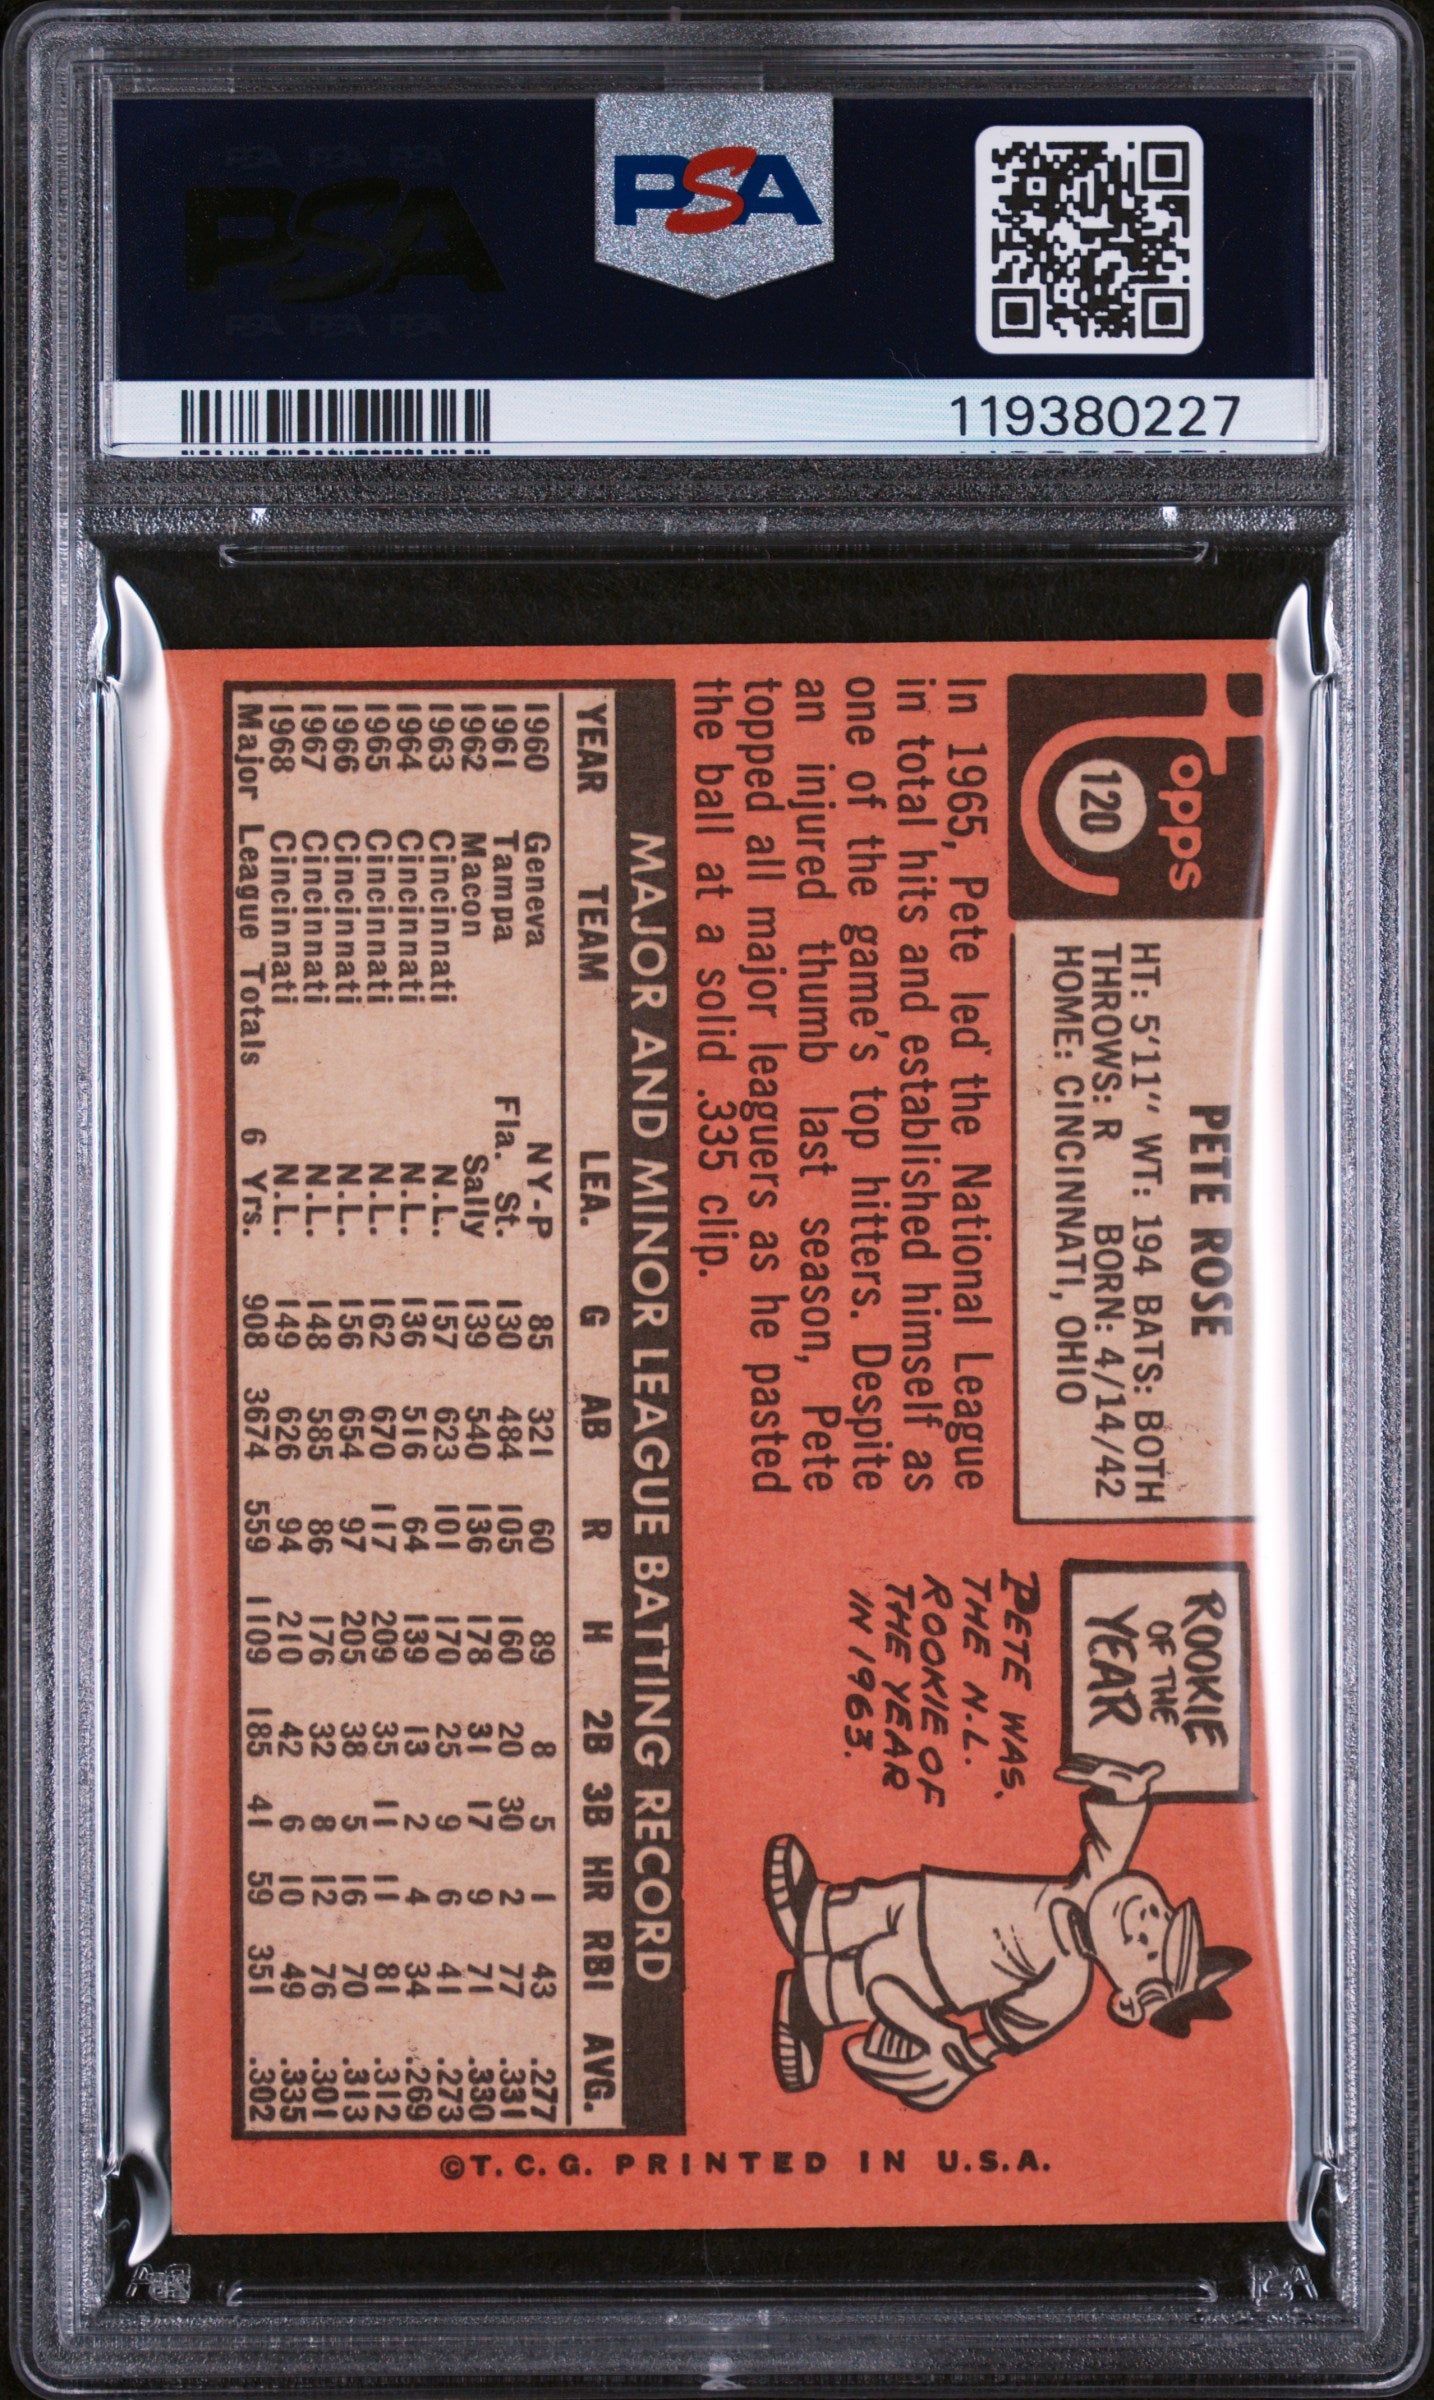 PSA PSA PSA
PSA
PSA PSA PSA
PSA
119380227
Topps
120
PETE ROSE
HT: 5'11" WT: 194 BATS: BOTH
THROWS: R BORN: 4/14/42
HOME: CINCINNATI, OHIO
In 1965, Pete led the National League
in total hits and established himself as
one of the game's top hitters. Despite
an injured thumb last season, Pete
topped all major leaguers as he pasted
the ball at a solid .335 clip.
ROOKIE
OF THE
YEAR
PETE WAS
THE N.L.
ROOKIE OF
THE YEAR
IN 1963.
MAJOR AND MINOR LEAGUE BATTING RECORD
YEAR TEAM LEA. G AB R H 2B 3B HR RBI AVG.
1960 Geneva NY-P 85 321 60 89 8 5 1 43 .277
1961 Tampa Fla. St. 130 484 105 160 20 30 2 77 .331
1962 Macon Sally 139 540 136 178 31 17 9 71 .330
1963 Cincinnati N.L. 157 623 101 170 25 9 6 41 .273
1964 Cincinnati N.L. 136 516 64 139 13 2 4 34 .269
1965 Cincinnati N.L. 162 670 117 209 35 11 11 81 .312
1966 Cincinnati N.L. 156 654 97 205 38 5 16 70 .313
1967 Cincinnati N.L. 148 585 86 176 32 8 12 76 .301
1968 Cincinnati N.L. 149 626 94 210 42 6 10 49 .335
Major League Totals 6 Yrs. 908 3674 559 1109 185 41 59 351 .302
©T.C.G. PRINTED IN U.S.A.
PSA